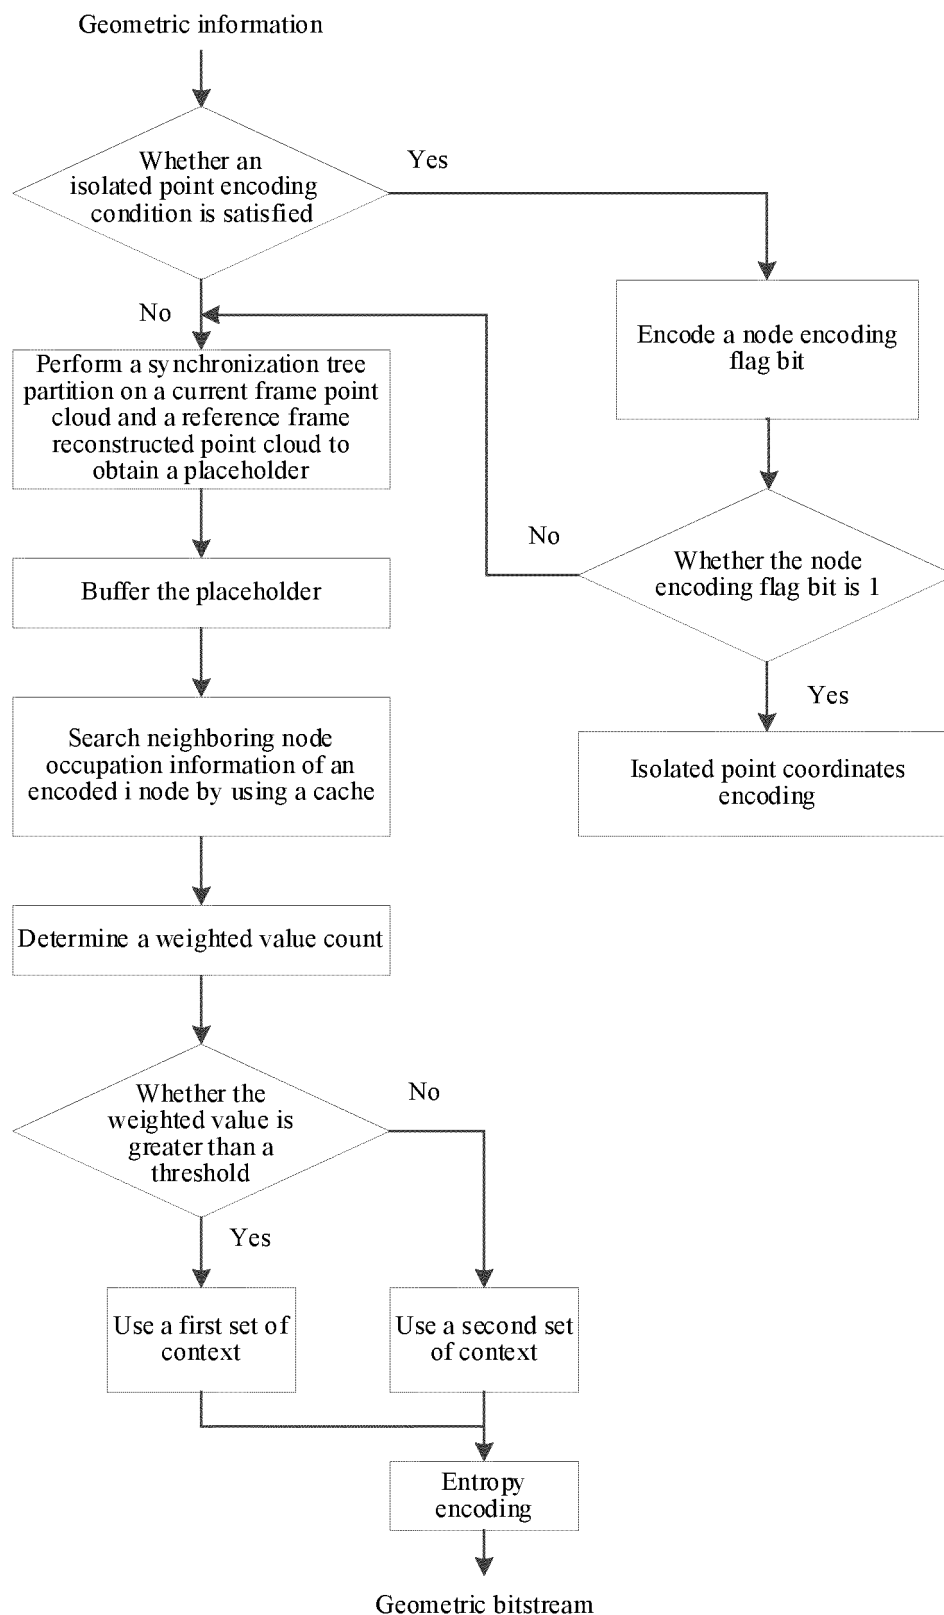 Geometric information
Whether an
isolated point encoding
condition is satisfied
Yes
No
Encode a node encoding
flag bit
Perform a synchronization tree
partition on a current frame point
cloud and a reference frame
reconstructed point cloud to
obtain a placeholder
No
Whether the node
encoding flag bit is 1
Buffer the placeholder
Yes
Search neighboring node
occupation information of an
encoded i node by using a cache
Isolated point coordinates
encoding
Determine a weighted value count
Whether the
weighted value is
greater than a
threshold
No
Yes
Use a first set of
context
Use a second set
of context
Entropy
encoding
Geometric bitstream